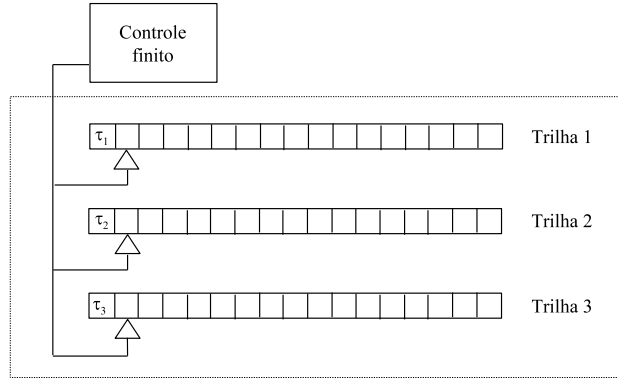 Controle
finito
τ1 Trilha 1
τ2 Trilha 2
τ3 Trilha 3